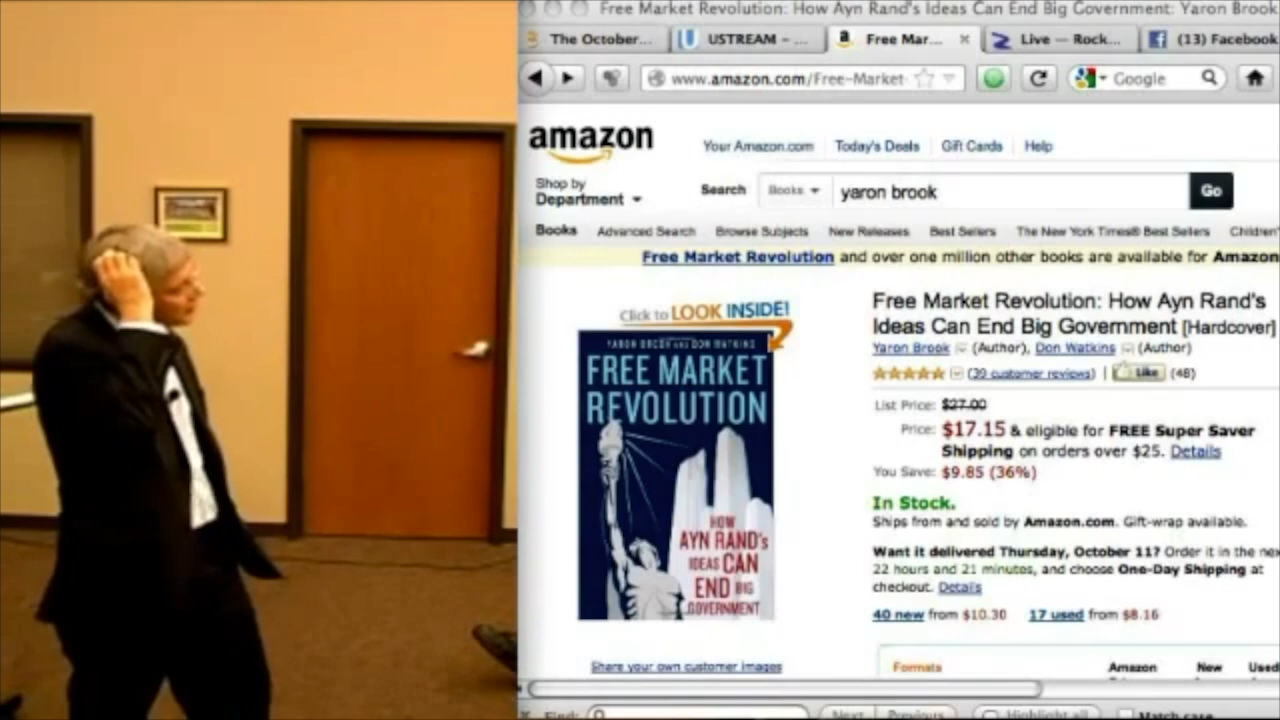 Free Market Revolution: How Ayn Rand's Ideas Can End Big Government: Yaron Brook
The October...
USTREAM - ...
a Free Mar...
Live — Rock...
(13) Facebook
www.amazon.com/Free-Market
Google
amazon
Your Amazon.com Today's Deals Gift Cards Help
Shop by
Department
Search Books yaron brook Go
Books Advanced Search Browse Subjects New Releases Best Sellers The New York Times® Best Sellers Children'
Free Market Revolution and over one million other books are available for Amazon
Click to LOOK INSIDE!
YARON BROOK AND DON WATKINS
FREE MARKET
REVOLUTION
HOW
AYN RAND's
IDEAS CAN
END BIG
GOVERNMENT
Share your own customer images
Free Market Revolution: How Ayn Rand's
Ideas Can End Big Government [Hardcover]
Yaron Brook (Author), Don Watkins (Author)
(39 customer reviews) | Like (48)
List Price: $27.00
Price: $17.15 & eligible for FREE Super Saver
Shipping on orders over $25. Details
You Save: $9.85 (36%)
In Stock.
Ships from and sold by Amazon.com. Gift-wrap available.
Want it delivered Thursday, October 11? Order it in the nex
22 hours and 21 minutes, and choose One-Day Shipping at
checkout. Details
40 new from $10.30 17 used from $8.16
Formats Amazon New Used
Find: Next Previous Highlight all Match case